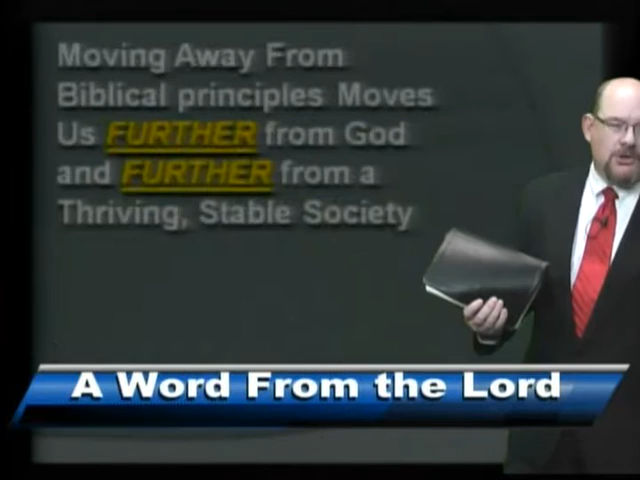 Moving Away From
Biblical principles Moves
Us FURTHER from God
and FURTHER from a
Thriving, Stable Society
A Word From the Lord